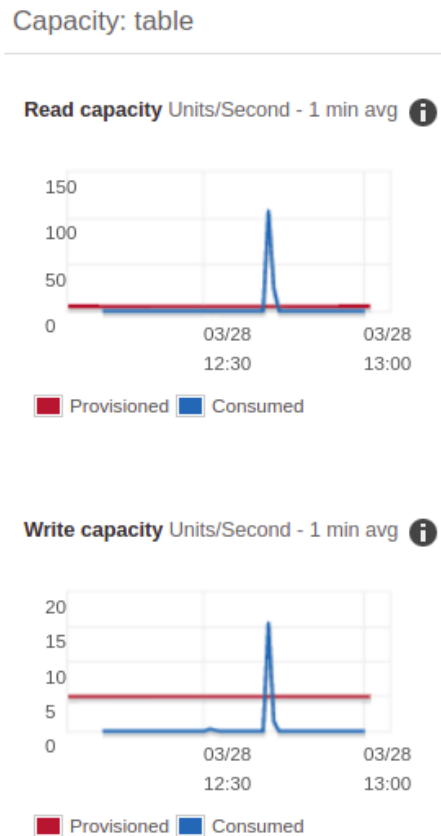 Capacity: table
Read capacity Units/Second - 1 min avg
150
100
50
0
03/28 03/28
12:30 13:00
Provisioned Consumed
Write capacity Units/Second - 1 min avg
20
15
10
5
0
03/28 03/28
12:30 13:00
Provisioned Consumed